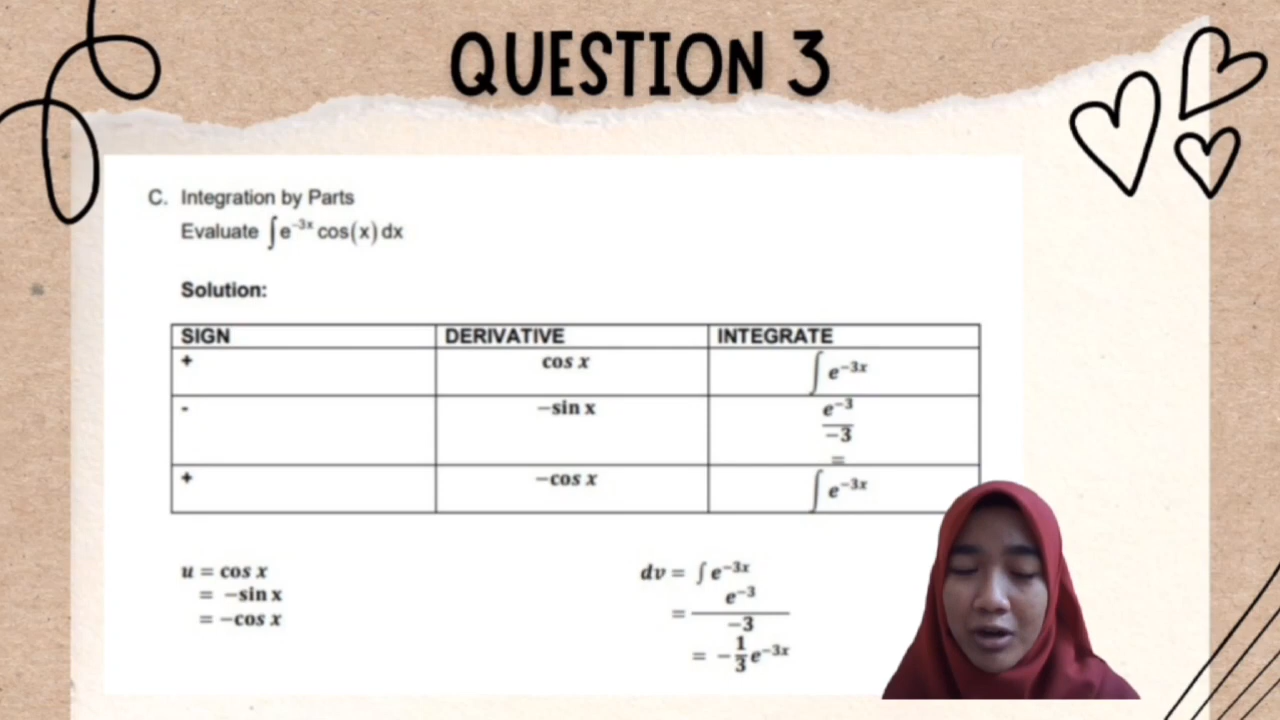 QUESTION 3
C. Integration by Parts
Evaluate ∫e⁻³ˣ cos(x) dx
Solution:
SIGN DERIVATIVE INTEGRATE
+ cos x ∫ e⁻³ˣ
- −sin x e⁻³
−3
=
+ −cos x ∫ e⁻³ˣ
u = cos x dv = ∫ e⁻³ˣ
= −sin x = e⁻³
−3
= −cos x
= −1/3 e⁻³ˣ